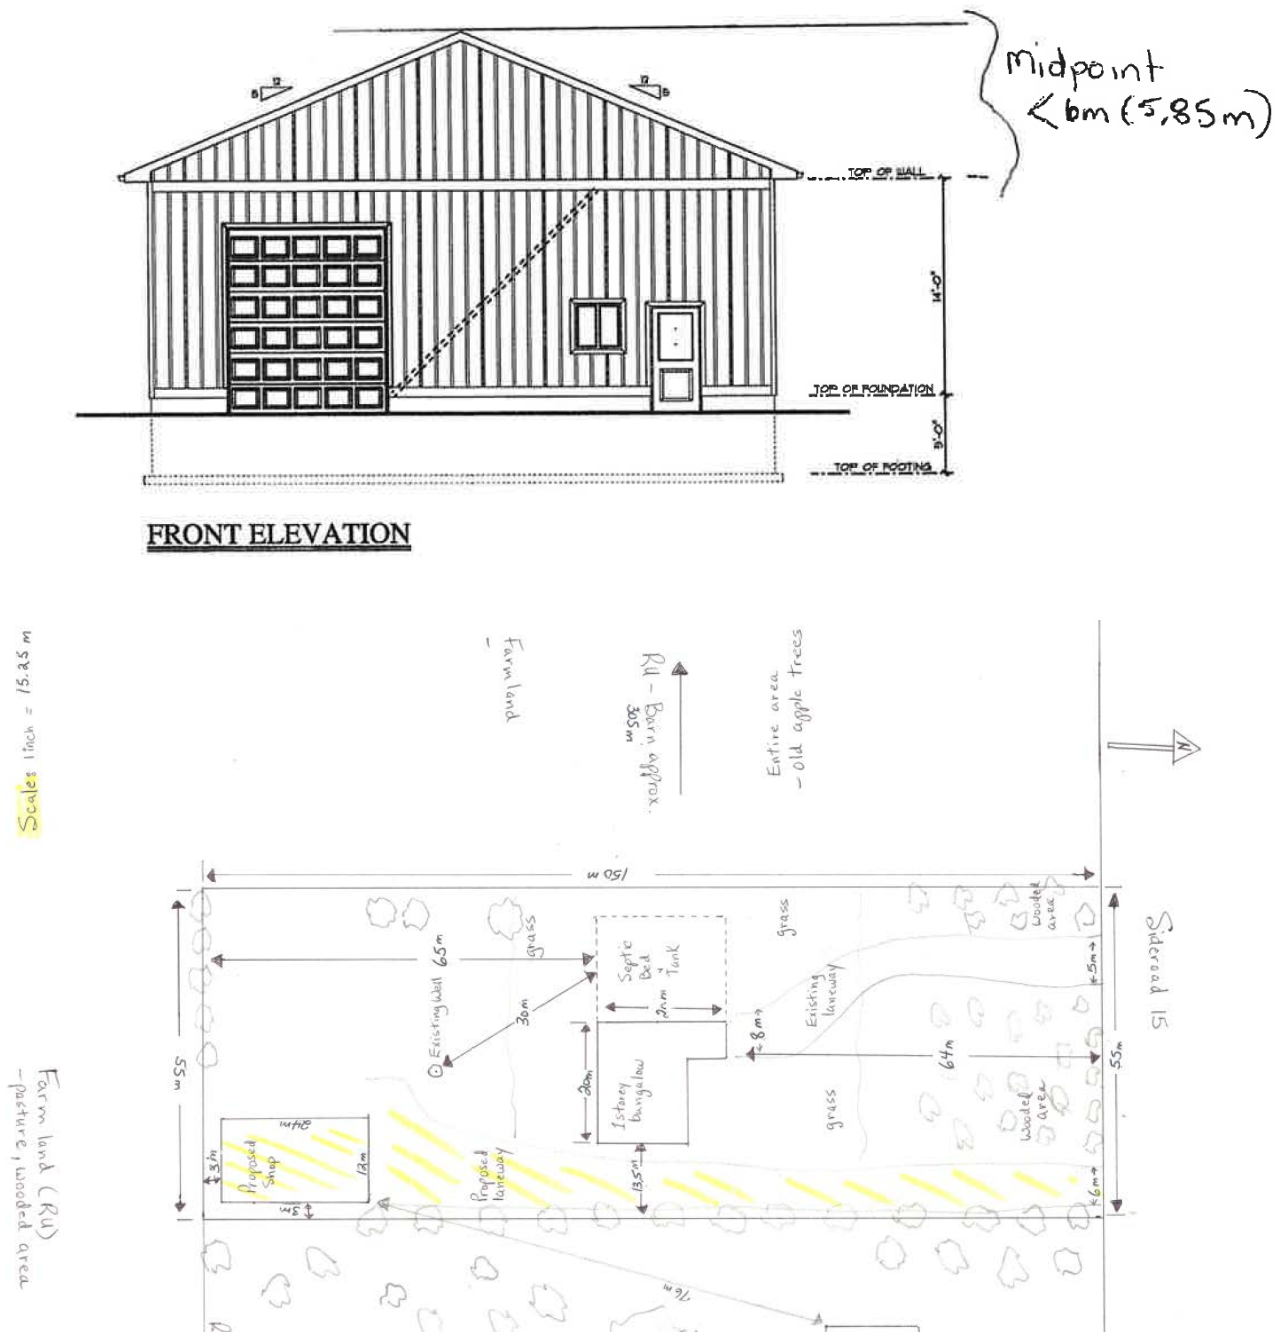 Midpoint
< 6m (5.85m)
12
5
12
5
TOP OF WALL
14'-0"
TOP OF FOUNDATION
5'-0"
TOP OF FOOTING
FRONT ELEVATION
Scale: 1 inch = 15.25 m
Farmland
RU - Barn approx.
305m
Entire area
- old apple trees
N
Sideroad 15
150 m
55m
55m
65m
grass
grass
Wooded
area
Septic
Bed
Tank
Existing
laneway
5m
Existing Well
30m
8m
64m
20m
1 storey
bungalow
grass
Wooded
area
24m
Proposed
Shop
12m
3m
3m
Proposed
laneway
13.5m
6m
76m
Farm land (RU)
- pasture, wooded area